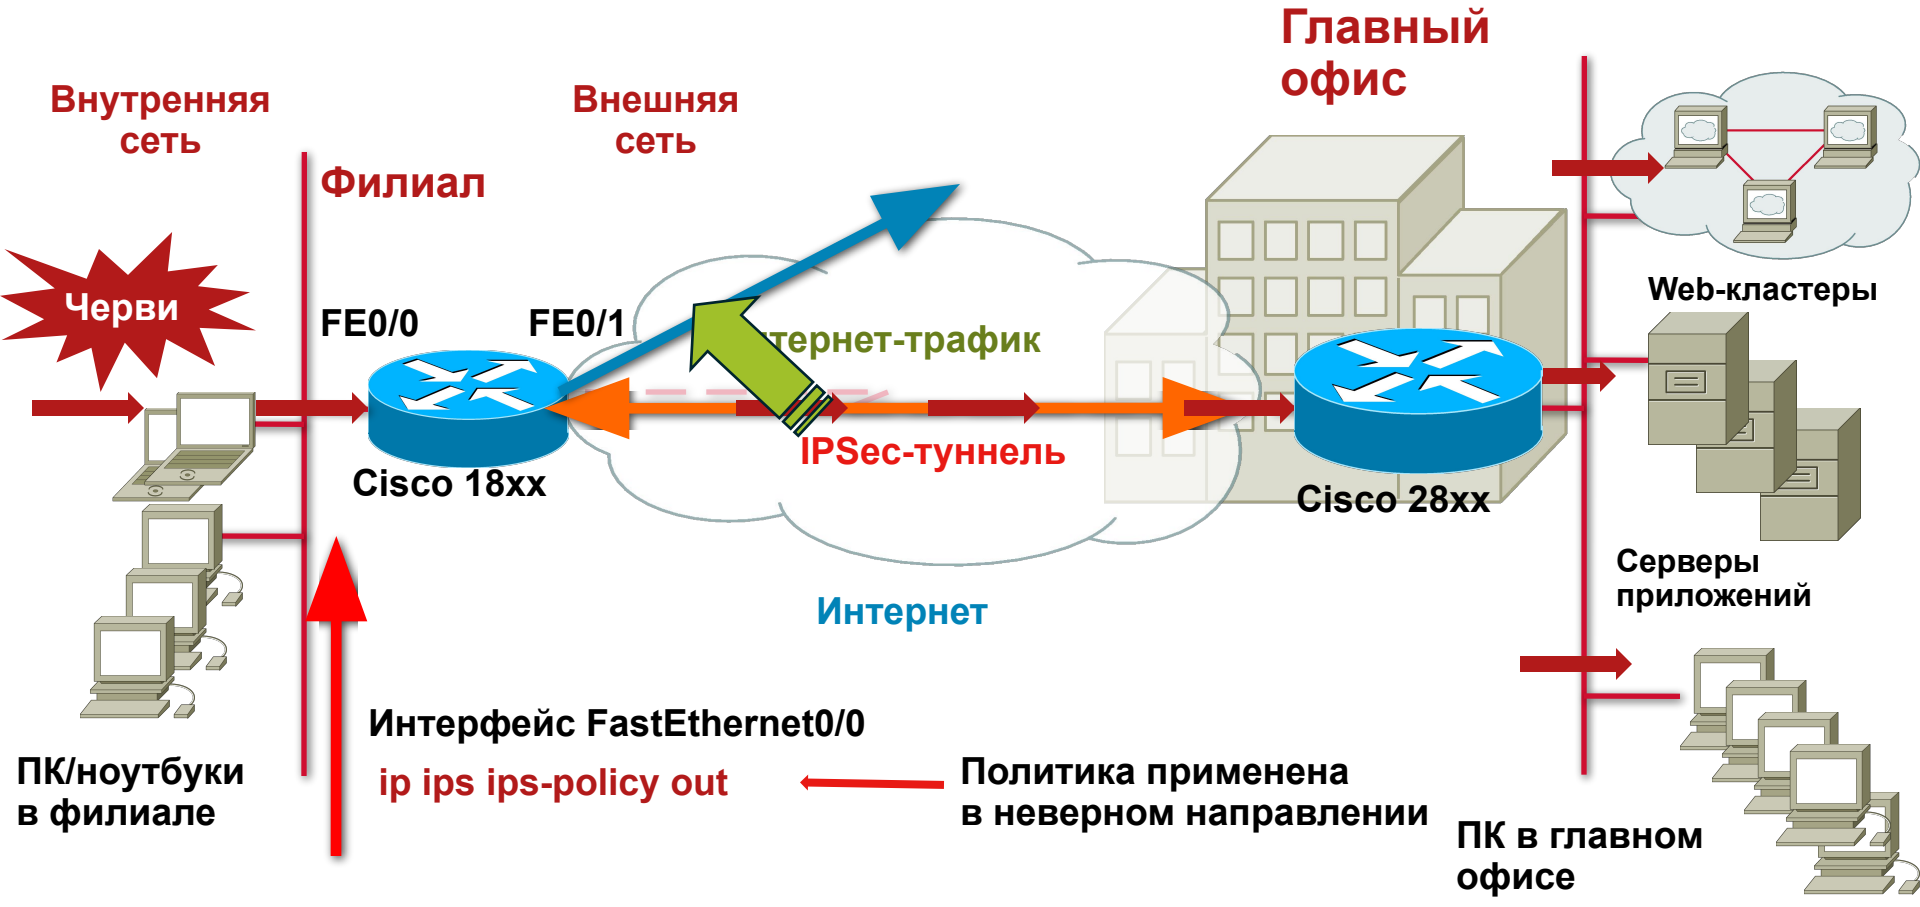 Главный
офис
Внутренняя
сеть
Внешняя
сеть
Филиал
Черви
FE0/0
FE0/1
Web-кластеры
IPSec-туннель
Cisco 18xx
Cisco 28xx
Серверы
приложений
Интернет
Интерфейс FastEthernet0/0
ip ips ips-policy out
Политика применена
в неверном направлении
ПК/ноутбуки
в филиале
ПК в главном
офисе